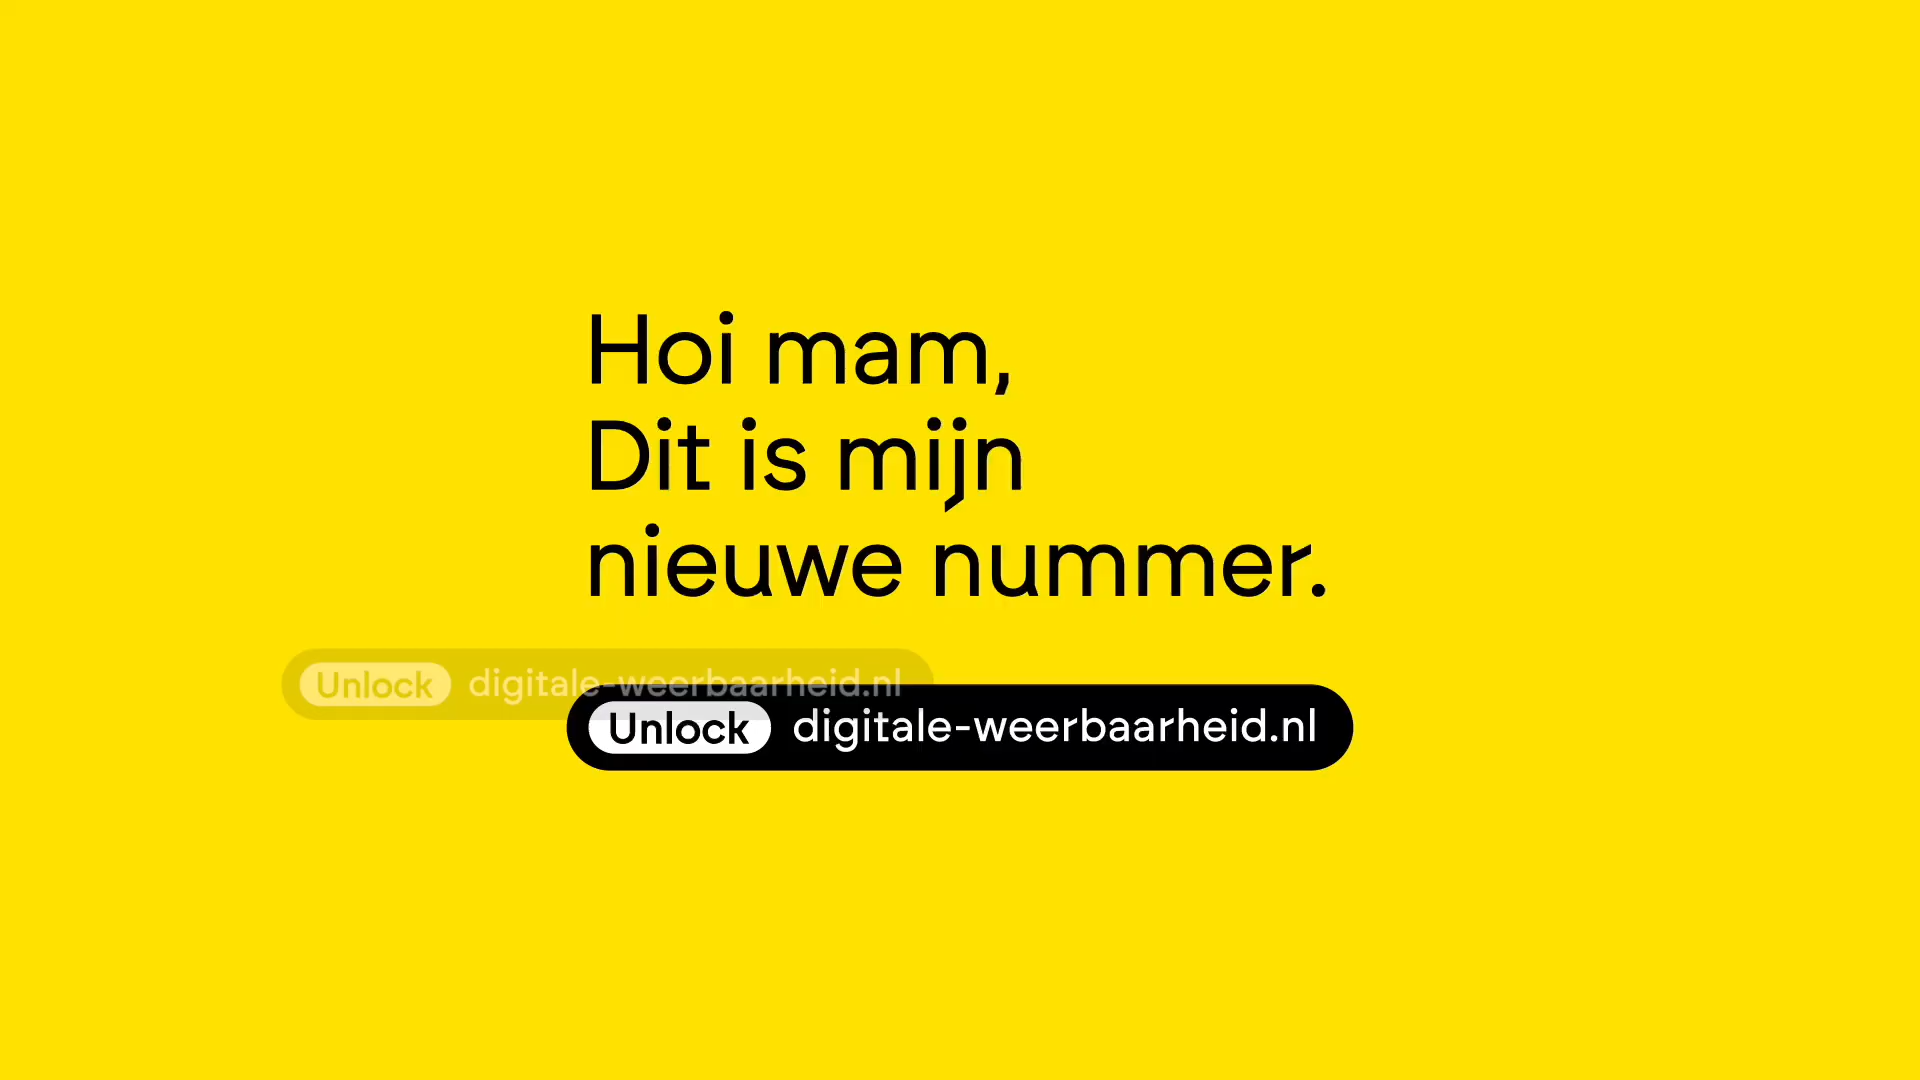 Hoi mam,
Dit is mijn
nieuwe nummer.
Unlock digitale-weerbaarheid.nl
Unlock digitale-weerbaarheid.nl